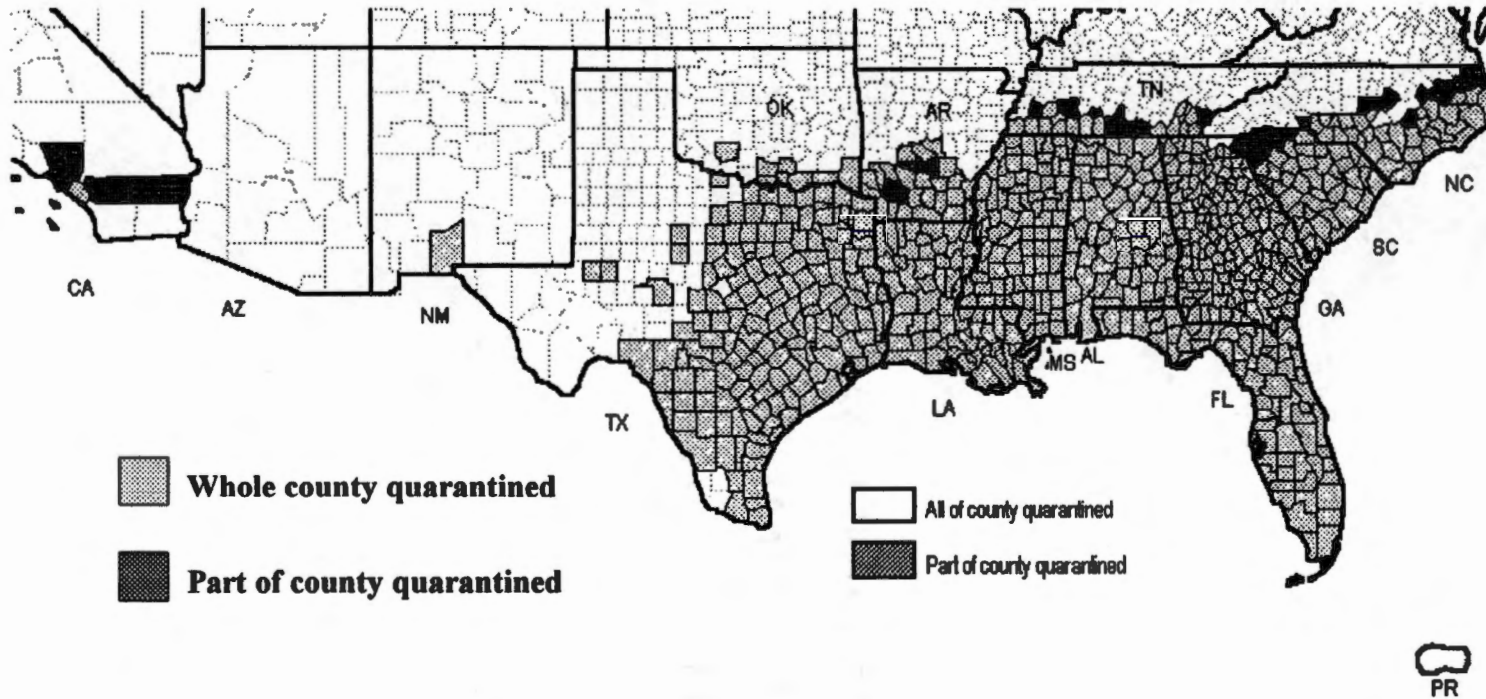 OK
AR
TN
NC
SC
CA
AZ
NM
GA
MS
AL
TX
LA
FL
Whole county quarantined
All of county quarantined
Part of county quarantined
Part of county quarantined
PR